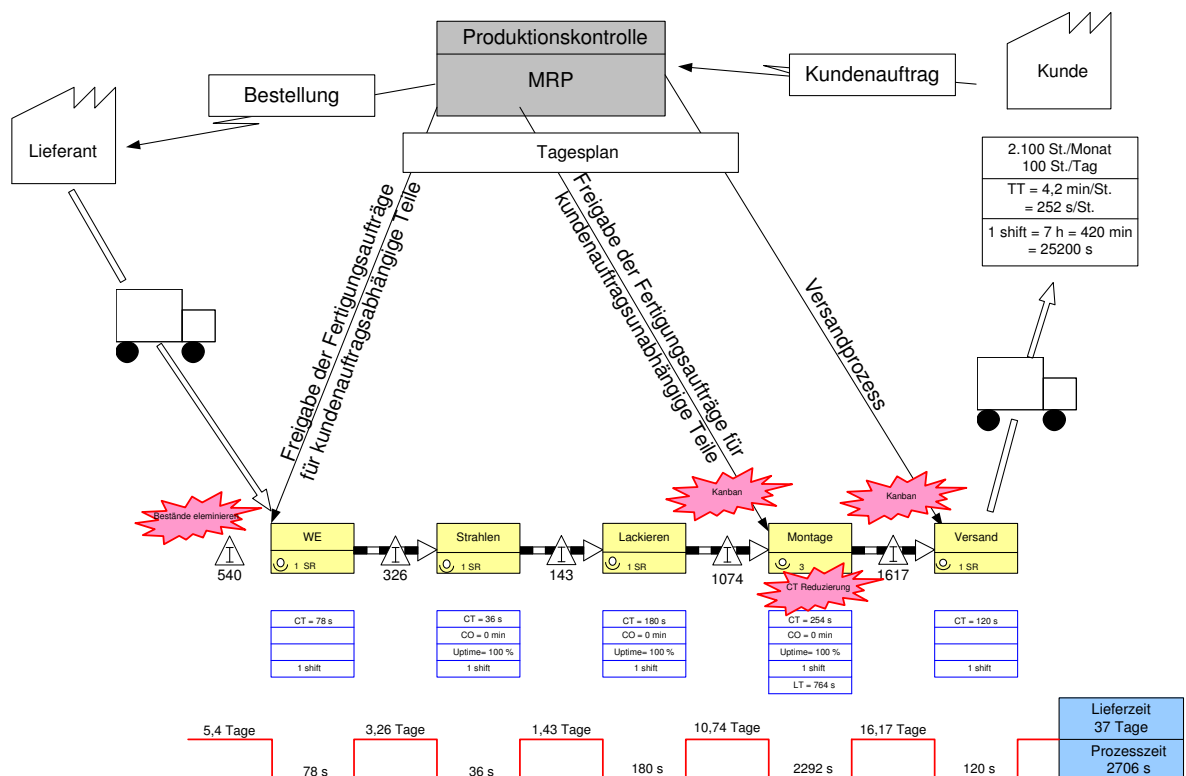 Produktionskontrolle
MRP
Kundenauftrag
Kunde
Bestellung
Lieferant
Tagesplan
2.100 St./Monat
100 St./Tag
TT = 4,2 min/St.
= 252 s/St.
1 shift = 7 h = 420 min
= 25200 s
Freigabe der Fertigungsaufträge
für kundenauftragsabhängige Teile
Freigabe der Fertigungsaufträge für
kundenauftragsunabhängige Teile
Versandprozess
Bestände eleminieren
Kanban
Kanban
WE
1 SR
Strahlen
1 SR
Lackieren
1 SR
Montage
3
Versand
1 SR
CT Reduzierung
I
540
I
326
I
143
I
1074
I
1617
CT = 78 s
1 shift
CT = 36 s
CO = 0 min
Uptime= 100 %
1 shift
CT = 180 s
CO = 0 min
Uptime= 100 %
1 shift
CT = 254 s
CO = 0 min
Uptime= 100 %
1 shift
LT = 764 s
CT = 120 s
1 shift
5,4 Tage
78 s
3,26 Tage
36 s
1,43 Tage
180 s
10,74 Tage
2292 s
16,17 Tage
120 s
Lieferzeit
37 Tage
Prozesszeit
2706 s